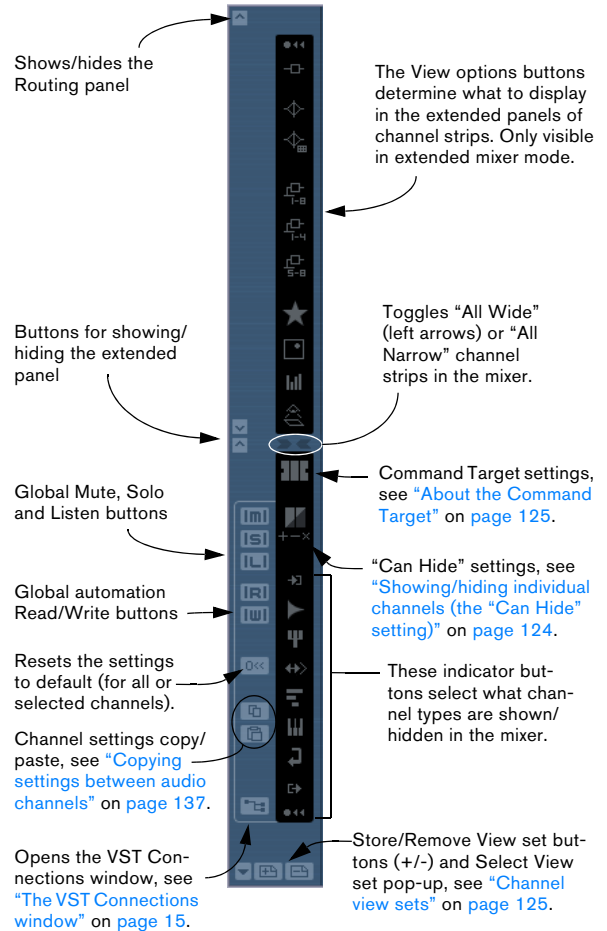 Shows/hides the
Routing panel
The View options buttons
determine what to display
in the extended panels of
channel strips. Only visible
in extended mixer mode.
1-8
1-4
5-8
Buttons for showing/
hiding the extended
panel
Toggles “All Wide”
(left arrows) or “All
Narrow” channel
strips in the mixer.
Command Target settings,
see “About the Command
Target” on page 125.
Global Mute, Solo
and Listen buttons
M
S
L
“Can Hide” settings, see
“Showing/hiding individual
channels (the “Can Hide”
setting)” on page 124.
Global automation
Read/Write buttons
R
W
Resets the settings
to default (for all or
selected channels).
0<<
These indicator but-
tons select what chan-
nel types are shown/
hidden in the mixer.
Channel settings copy/
paste, see “Copying
settings between audio
channels” on page 137.
Opens the VST Con-
nections window, see
“The VST Connections
window” on page 15.
Store/Remove View set but-
tons (+/-) and Select View
set pop-up, see “Channel
view sets” on page 125.